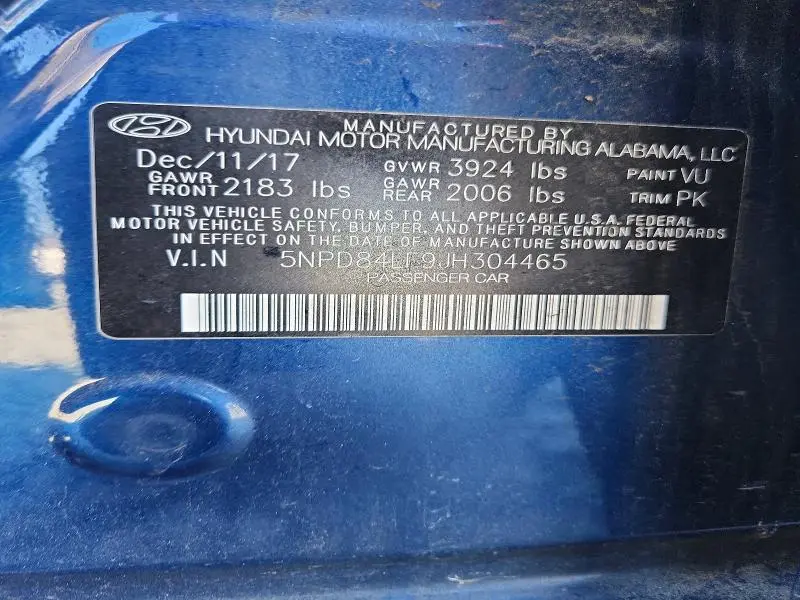 MANUFACTURED BY
HYUNDAI MOTOR MANUFACTURING ALABAMA, LLC
Dec/11/17 GVWR 3924 lbs PAINT VU
GAWR FRONT 2183 lbs GAWR REAR 2006 lbs TRIM PK
THIS VEHICLE CONFORMS TO ALL APPLICABLE U.S.A. FEDERAL
MOTOR VEHICLE SAFETY, BUMPER, AND THEFT PREVENTION STANDARDS
IN EFFECT ON THE DATE OF MANUFACTURE SHOWN ABOVE
V.I.N 5NPD84LF9JH304465
PASSENGER CAR